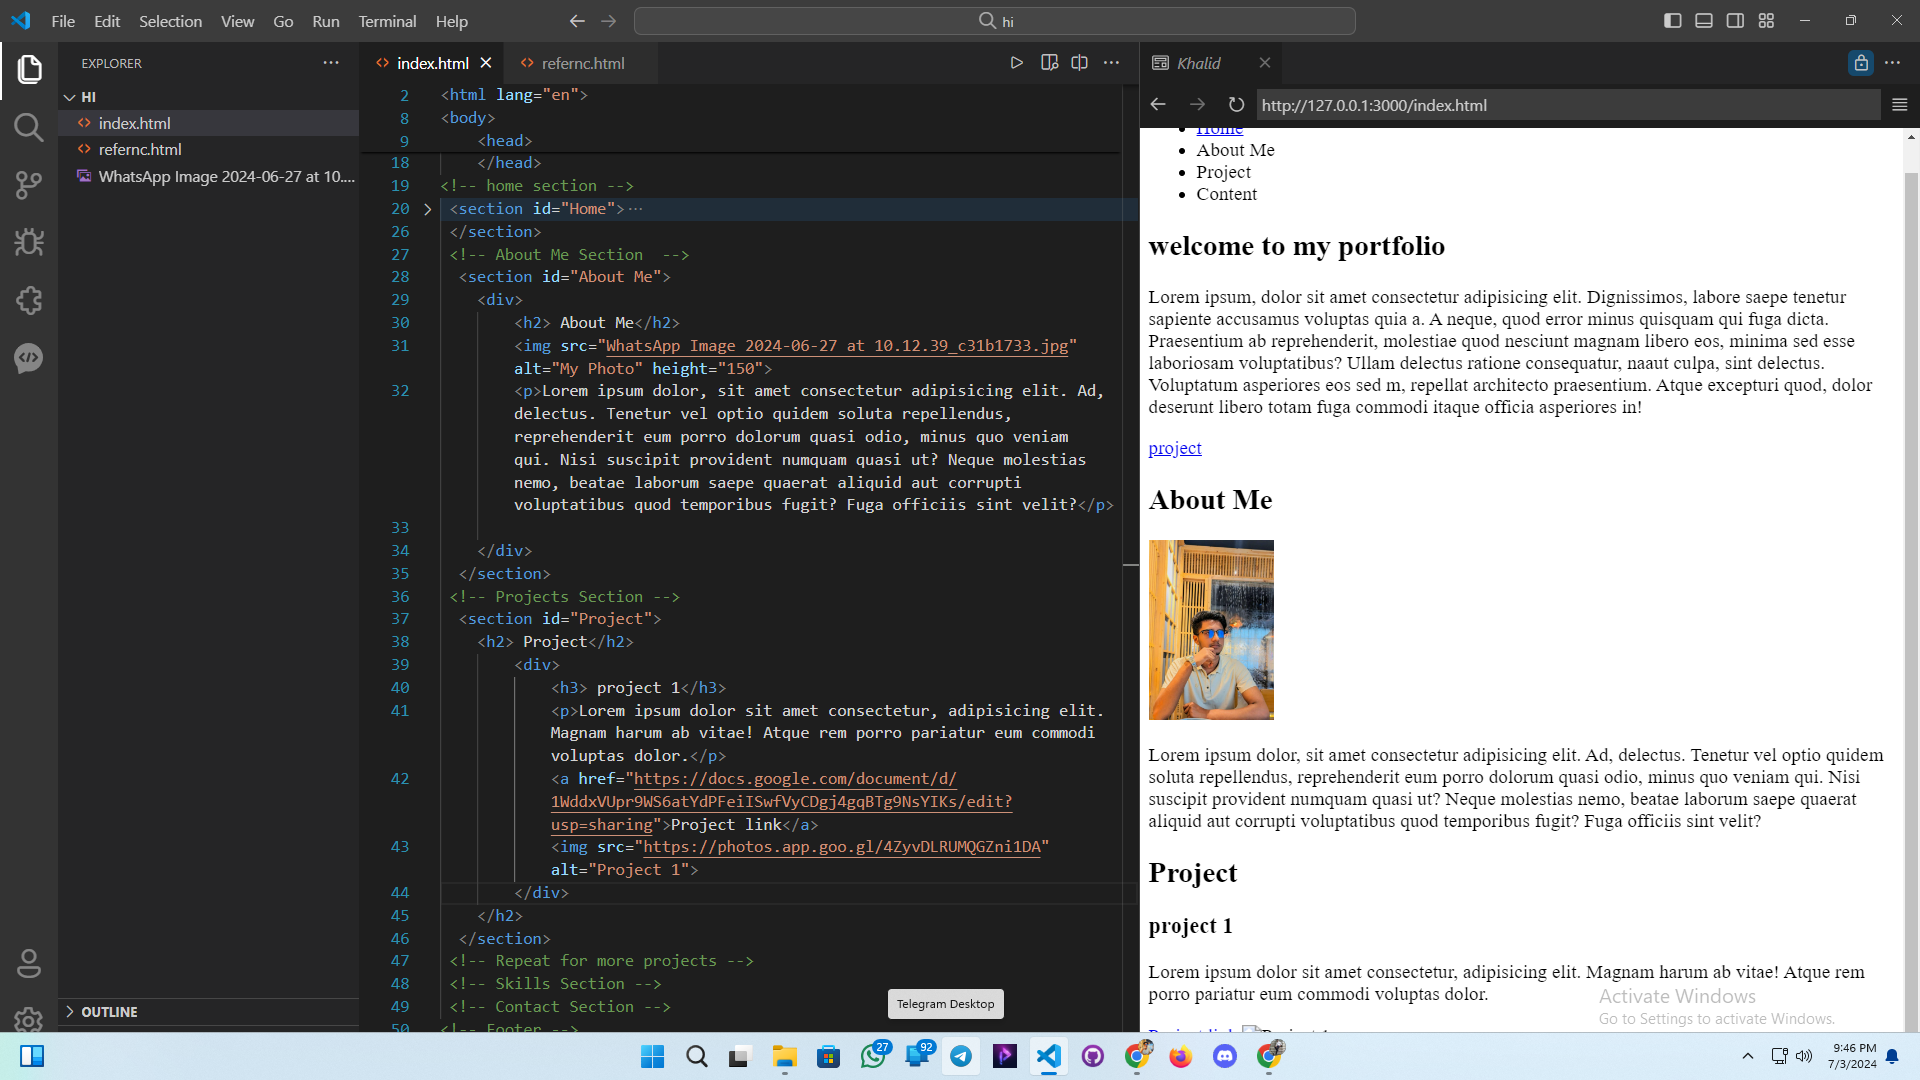 File Edit Selection View Go Run Terminal Help
hi
EXPLORER
HI
index.html
refernc.html
WhatsApp Image 2024-06-27 at 10....
OUTLINE
index.html
refernc.html
2 <html lang="en">
8 <body>
9 <head>
18 </head>
19 <!-- home section -->
20 <section id="Home">···
26 </section>
27 <!-- About Me Section  -->
28 <section id="About Me">
29 <div>
30 <h2> About Me</h2>
31 <img src="WhatsApp Image 2024-06-27 at 10.12.39_c31b1733.jpg"
alt="My Photo" height="150">
32 <p>Lorem ipsum dolor, sit amet consectetur adipisicing elit. Ad,
delectus. Tenetur vel optio quidem soluta repellendus,
reprehenderit eum porro dolorum quasi odio, minus quo veniam
qui. Nisi suscipit provident numquam quasi ut? Neque molestias
nemo, beatae laborum saepe quaerat aliquid aut corrupti
voluptatibus quod temporibus fugit? Fuga officiis sint velit?</p>
33
34 </div>
35 </section>
36 <!-- Projects Section -->
37 <section id="Project">
38 <h2> Project</h2>
39 <div>
40 <h3> project 1</h3>
41 <p>Lorem ipsum dolor sit amet consectetur, adipisicing elit.
Magnam harum ab vitae! Atque rem porro pariatur eum commodi
voluptas dolor.</p>
42 <a href="https://docs.google.com/document/d/
1WddxVUpr9WS6atYdPFeiISwfVyCDgj4gqBTg9NsYIKs/edit?
usp=sharing">Project link</a>
43 <img src="https://photos.app.goo.gl/4ZyvDLRUMQGZni1DA"
alt="Project 1">
44 </div>
45 </h2>
46 </section>
47 <!-- Repeat for more projects -->
48 <!-- Skills Section -->
49 <!-- Contact Section -->
50 <!-- Footer -->
Telegram Desktop
Khalid
http://127.0.0.1:3000/index.html
Home
About Me
Project
Content
welcome to my portfolio
Lorem ipsum, dolor sit amet consectetur adipisicing elit. Dignissimos, labore saepe tenetur
sapiente accusamus voluptas quia a. A neque, quod error minus quisquam qui fuga dicta.
Praesentium ab reprehenderit, molestiae quod nesciunt magnam libero eos, minima sed esse
laboriosam voluptatibus? Ullam delectus ratione consequatur, naaut culpa, sint delectus.
Voluptatum asperiores eos sed m, repellat architecto praesentium. Atque excepturi quod, dolor
deserunt libero totam fuga commodi itaque officia asperiores in!
project
About Me
Lorem ipsum dolor, sit amet consectetur adipisicing elit. Ad, delectus. Tenetur vel optio quidem
soluta repellendus, reprehenderit eum porro dolorum quasi odio, minus quo veniam qui. Nisi
suscipit provident numquam quasi ut? Neque molestias nemo, beatae laborum saepe quaerat
aliquid aut corrupti voluptatibus quod temporibus fugit? Fuga officiis sint velit?
Project
project 1
Lorem ipsum dolor sit amet consectetur, adipisicing elit. Magnam harum ab vitae! Atque rem
porro pariatur eum commodi voluptas dolor.
Activate Windows
Go to Settings to activate Windows.
27
92
9:46 PM
7/3/2024